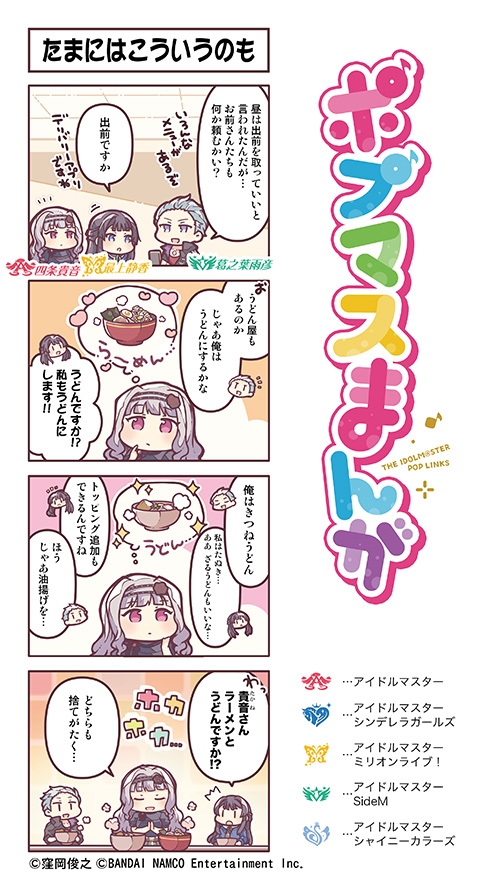 たまにはこういうのも
昼は出前を取っていいと
言われたんだが…
お前さんたちも
何か頼むかい?
いろんな
メニューが
あるぞ
出前ですか
デリバリーアプリ
ですね
四条貴音
最上静香
葛之葉雨彦
お
うどん屋も
あるのか
じゃあ俺は
うどんにするかな
らぁめん
うどんですか!?
私もうどんに
します!!
俺はきつねうどん
私はたぬき…
ああ ざるうどんもいいな…
うどん
トッピング追加も
できるんですね
ほう
じゃあ油揚げを…
わっ
貴音さん
たかね
ラーメンと
うどんですか!?
ホカ
ホカ…
どちらも
捨てがたく…
ポプマスまんが
THE IDOLM@STER
POP LINKS
…アイドルマスター
…アイドルマスター
シンデレラガールズ
…アイドルマスター
ミリオンライブ!
…アイドルマスター
SideM
…アイドルマスター
シャイニーカラーズ
©窪岡俊之 ©BANDAI NAMCO Entertainment Inc.